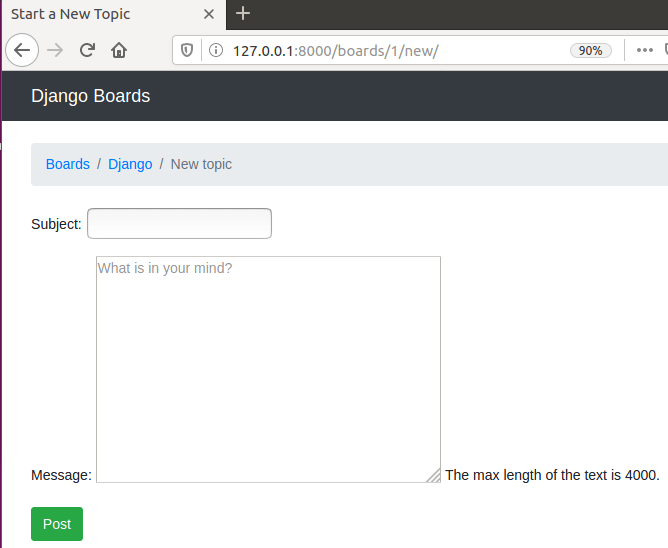 Start a New Topic
127.0.0.1:8000/boards/1/new/ 90%
Django Boards
Boards / Django / New topic
Subject:
What is in your mind?
Message: The max length of the text is 4000.
Post